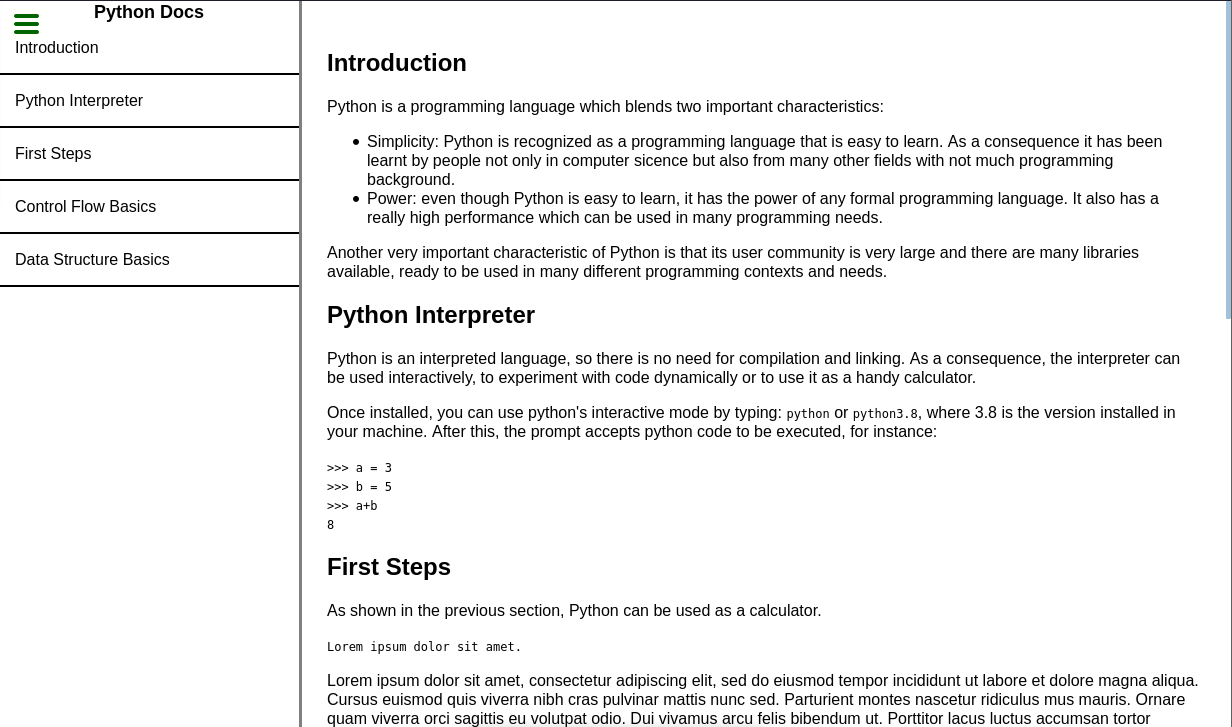 Python Docs
Introduction
Python Interpreter
First Steps
Control Flow Basics
Data Structure Basics
Introduction
Python is a programming language which blends two important characteristics:
Simplicity: Python is recognized as a programming language that is easy to learn. As a consequence it has been
learnt by people not only in computer sicence but also from many other fields with not much programming
background.
Power: even though Python is easy to learn, it has the power of any formal programming language. It also has a
really high performance which can be used in many programming needs.
Another very important characteristic of Python is that its user community is very large and there are many libraries
available, ready to be used in many different programming contexts and needs.
Python Interpreter
Python is an interpreted language, so there is no need for compilation and linking. As a consequence, the interpreter can
be used interactively, to experiment with code dynamically or to use it as a handy calculator.
Once installed, you can use python's interactive mode by typing: python or python3.8, where 3.8 is the version installed in
your machine. After this, the prompt accepts python code to be executed, for instance:
>>> a = 3
>>> b = 5
>>> a+b
8
First Steps
As shown in the previous section, Python can be used as a calculator.
Lorem ipsum dolor sit amet.
Lorem ipsum dolor sit amet, consectetur adipiscing elit, sed do eiusmod tempor incididunt ut labore et dolore magna aliqua.
Cursus euismod quis viverra nibh cras pulvinar mattis nunc sed. Parturient montes nascetur ridiculus mus mauris. Ornare
quam viverra orci sagittis eu volutpat odio. Dui vivamus arcu felis bibendum ut. Porttitor lacus luctus accumsan tortor